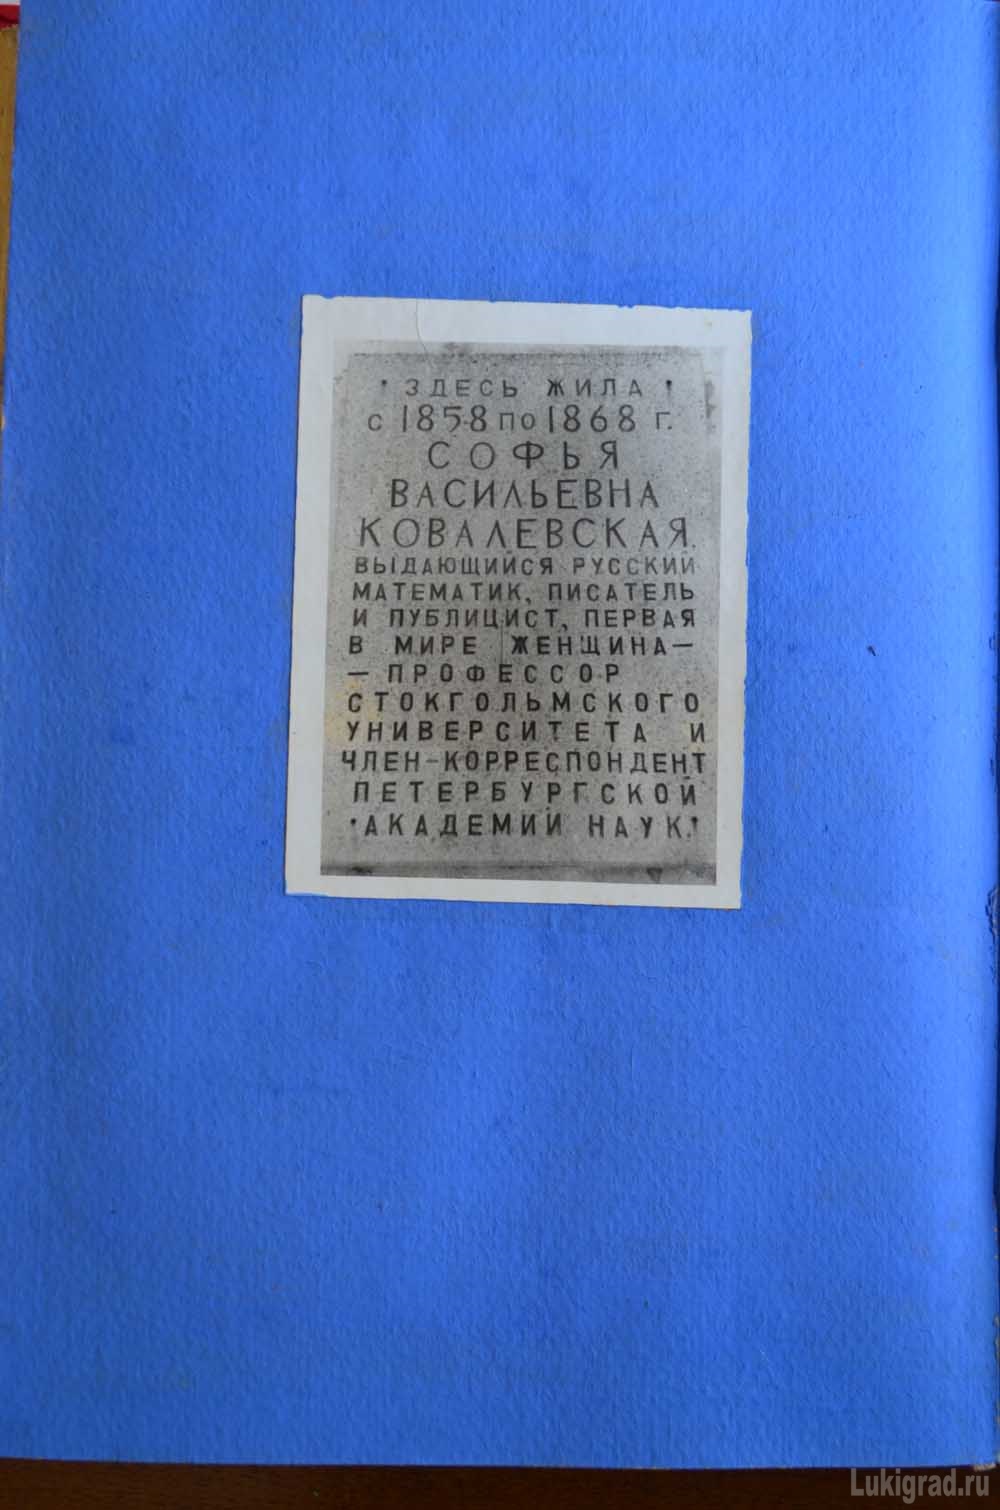 ЗДЕСЬ ЖИЛА
С 1858 ПО 1868 Г.
СОФЬЯ
ВАСИЛЬЕВНА
КОВАЛЕВСКАЯ.
ВЫДАЮЩИЙСЯ РУССКИЙ
МАТЕМАТИК, ПИСАТЕЛЬ
И ПУБЛИЦИСТ, ПЕРВАЯ
В МИРЕ ЖЕНЩИНА—
—ПРОФЕССОР
СТОКГОЛЬМСКОГО
УНИВЕРСИТЕТА И
ЧЛЕН-КОРРЕСПОНДЕНТ
ПЕТЕРБУРГСКОЙ
АКАДЕМИЙ НАУК.
Lukigrad.ru